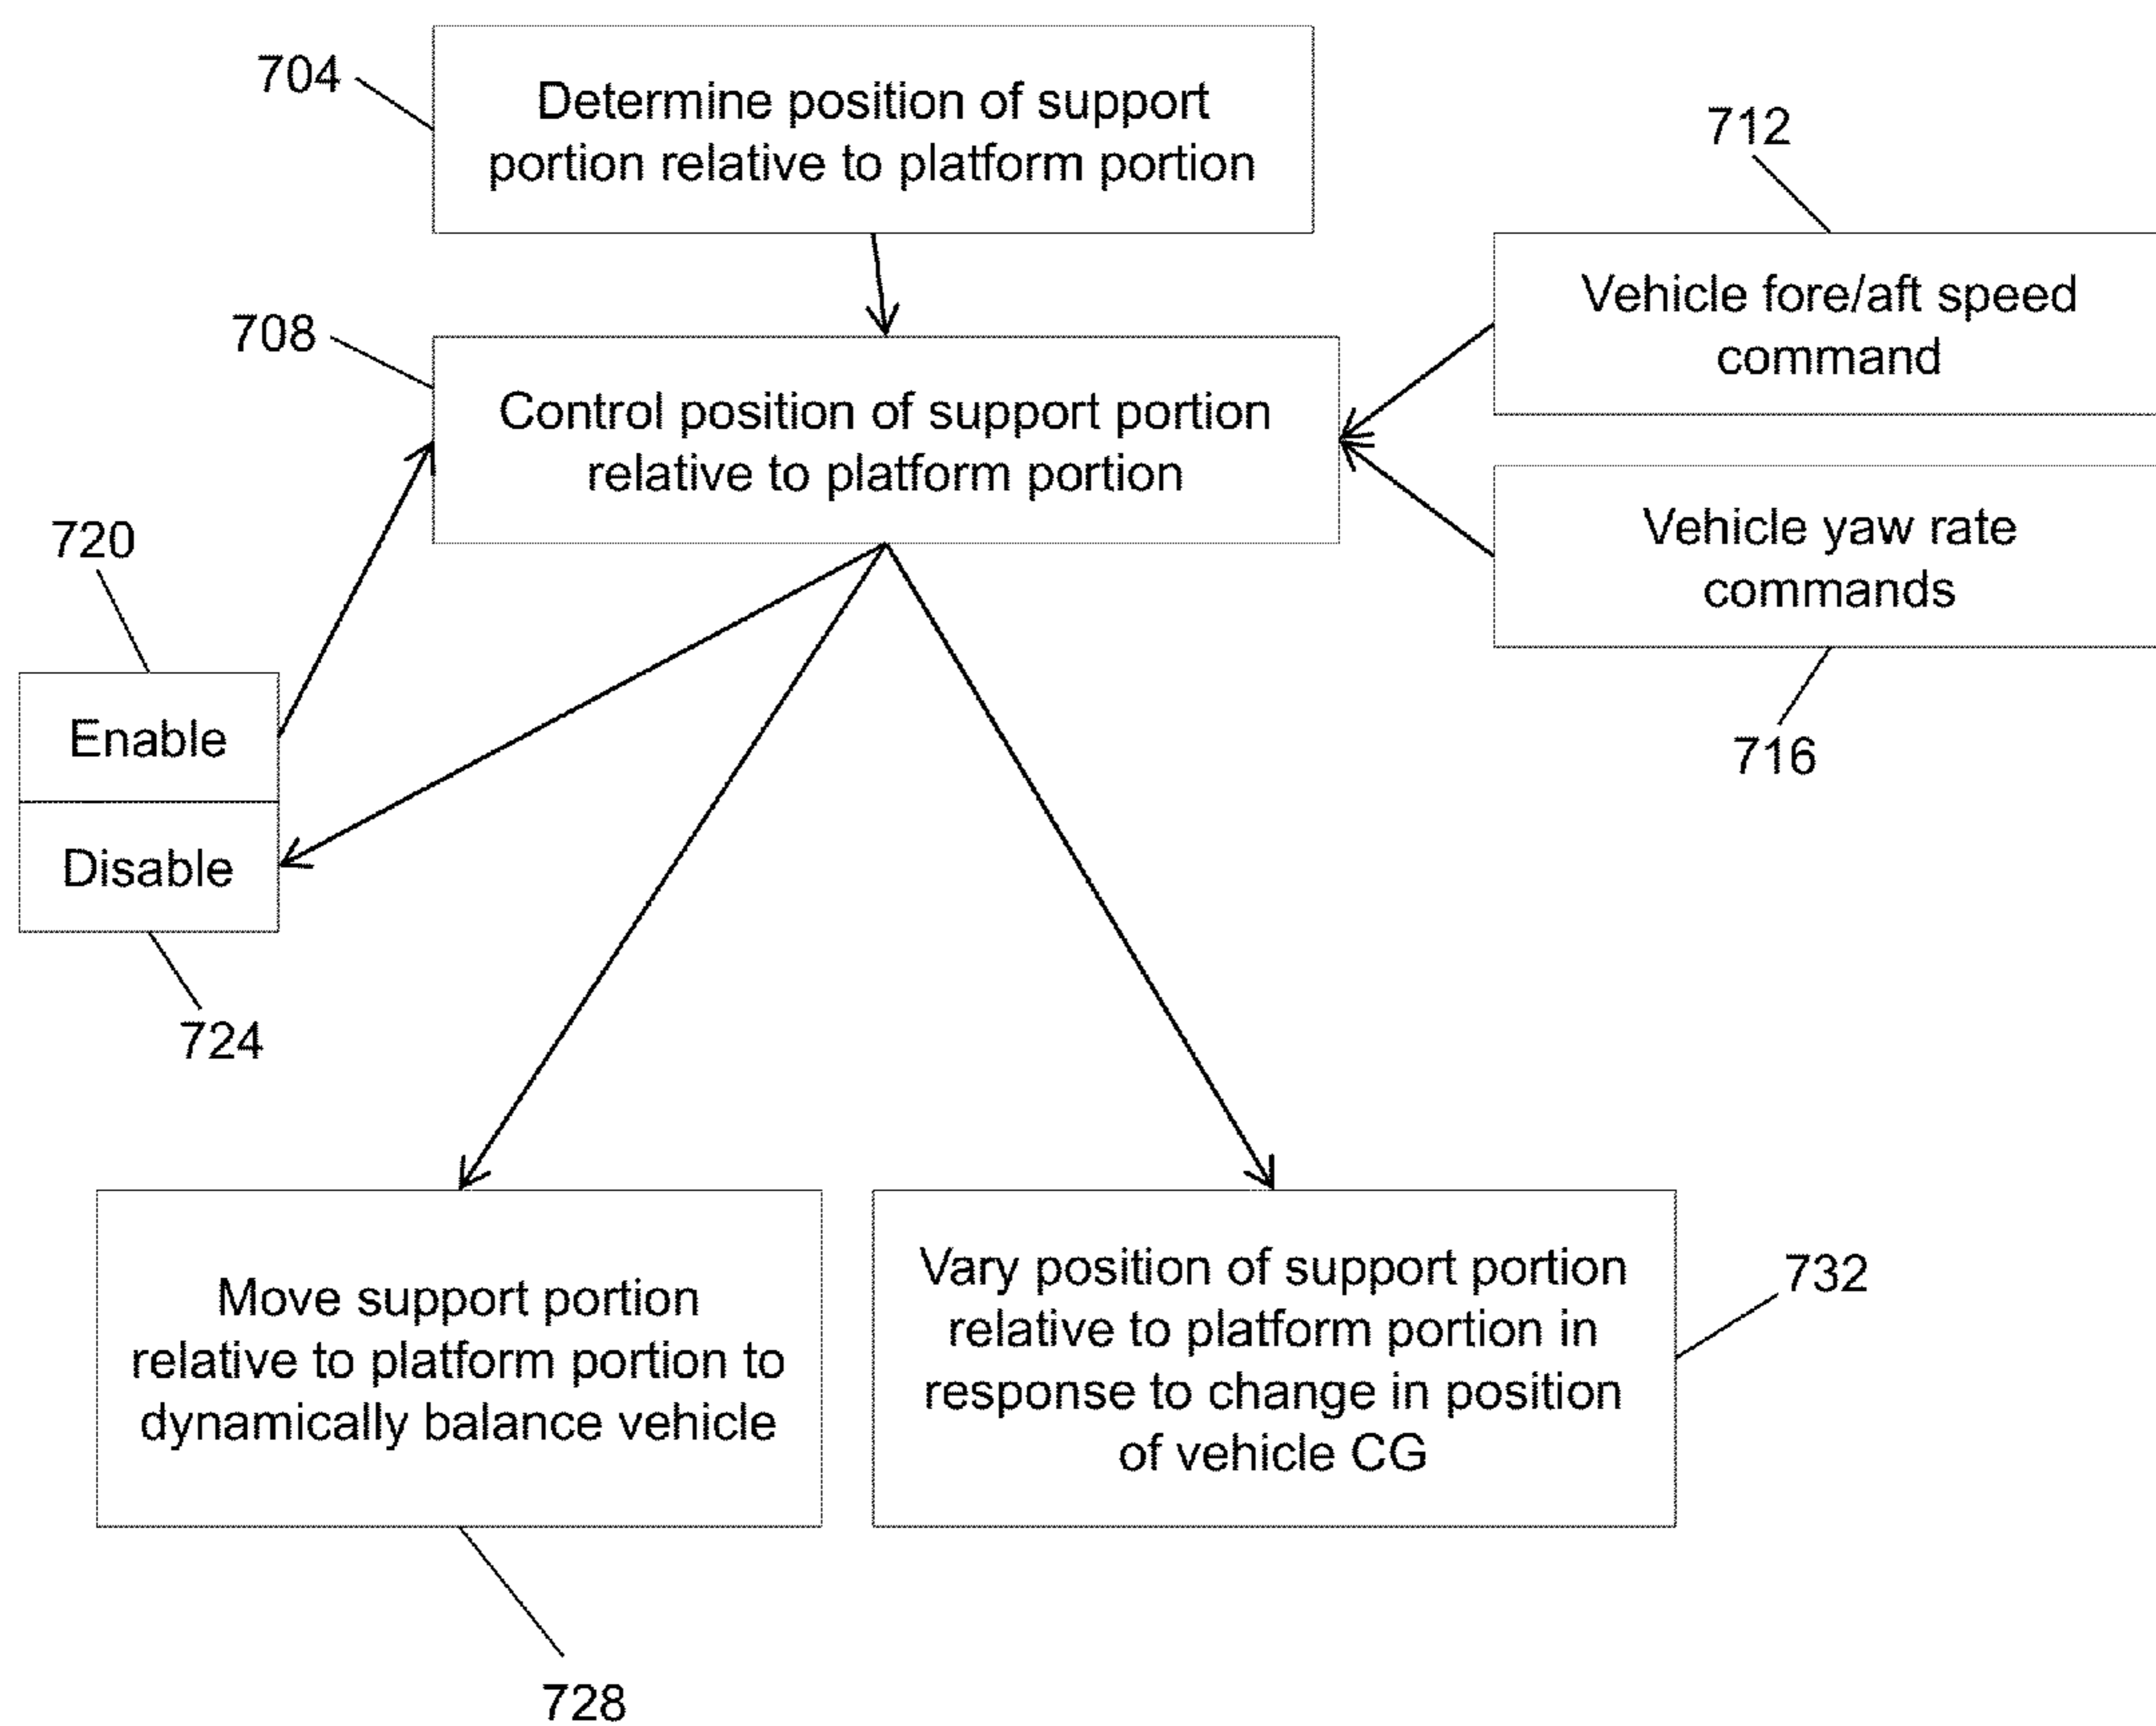 704
Determine position of support
portion relative to platform portion
712
708
Control position of support portion
relative to platform portion
Vehicle fore/aft speed
command
Vehicle yaw rate
commands
716
720
Enable
Disable
724
Move support portion
relative to platform portion to
dynamically balance vehicle
728
Vary position of support portion
relative to platform portion in
response to change in position
of vehicle CG
732